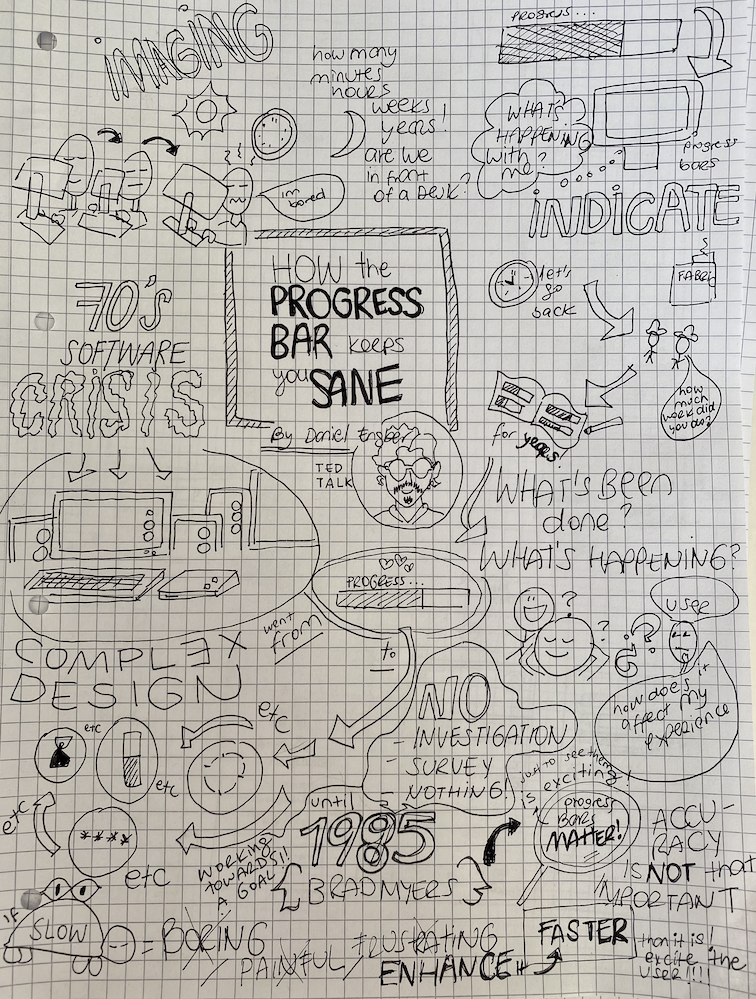 iMAGiNG
how many
minutes
hours
weeks
years!
are we
in front
of a DESK?
im
bored
PROGRESS...
WHAT'S
HAPPENING
with
me?
progress
bars
iNDiCATE
let's
go
back
FABRIC
how
much
work did
you do?
for years!
HOW the
PROGRESS
BAR keeps
you SANE
By Daniel Engber
TED
TALK
70'S
SOFTWARE
CRiSiS
WHAT'S BEEN
done?
WHAT'S HAPPENING?
PROGRESS...
user
how does it
affect my
experience
COMPLEX
DESIGN
went
from
to
etc
etc
etc
etc
****
etc
NO
- INVESTIGATION
- SURVEY
- NOTHING!
until
1985
BRAD MYERS
WORKING
TOWARDS
A GOAL
just to see them
is exciting!
progress
BARS
MATTER!
ACCU-
RACY
IS NOT that
IMPORTANT
IF
SLOW
= BORING
/ PAINFUL / FRUSTRATING
ENHANCE it
FASTER
than it is!
excite the
user!!!!